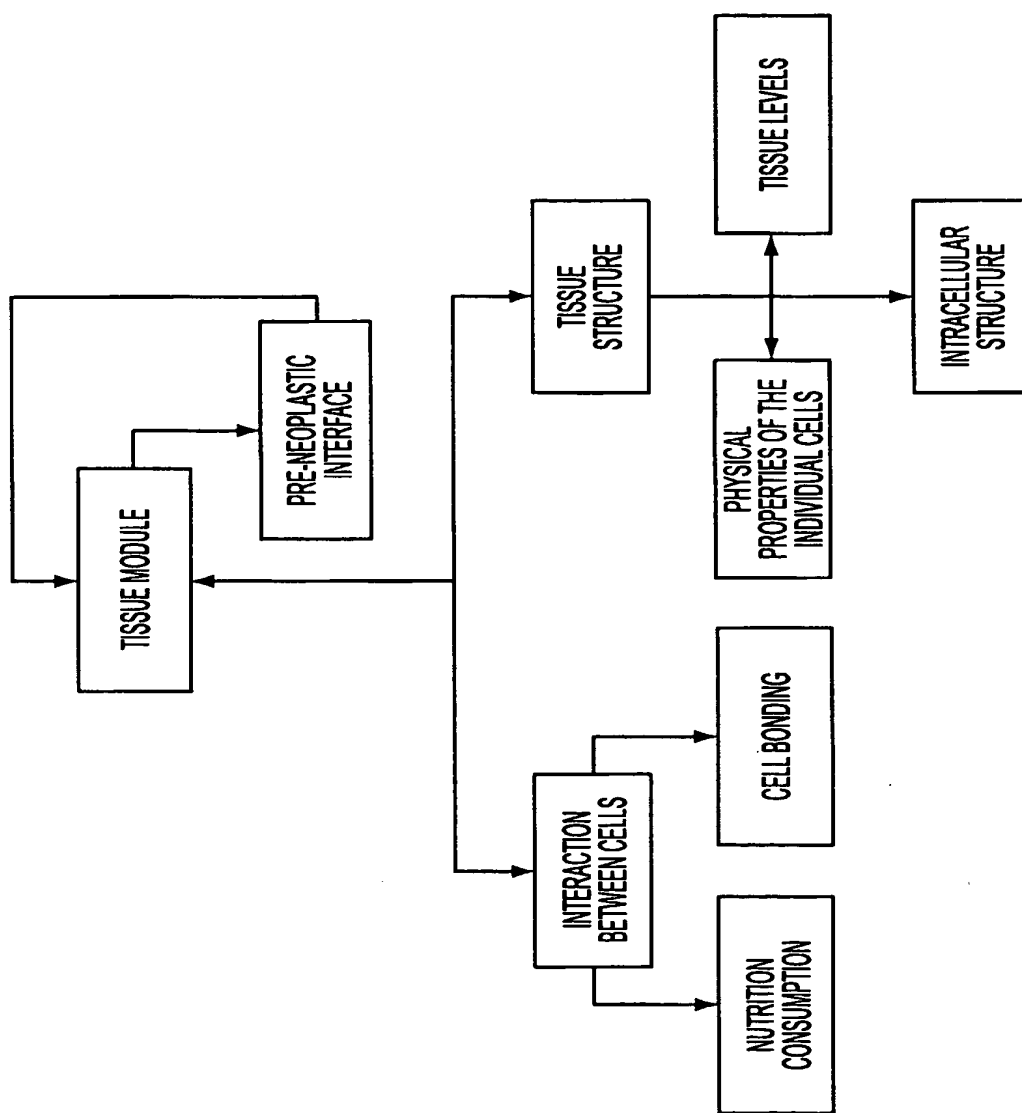 TISSUE MODULE
PRE-NEOPLASTIC
INTERFACE
INTERACTION
BETWEEN CELLS
TISSUE
STRUCTURE
NUTRITION
CONSUMPTION
CELL BONDING
PHYSICAL
PROPERTIES OF THE
INDIVIDUAL CELLS
TISSUE LEVELS
INTRACELLULAR
STRUCTURE